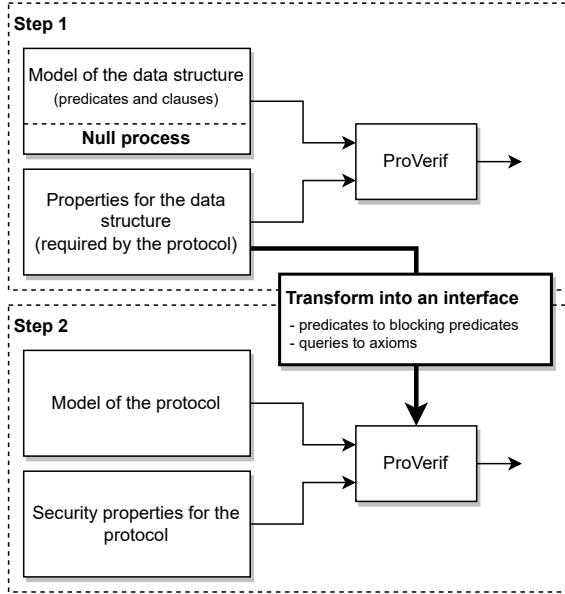 Step 1
Model of the data structure
(predicates and clauses)
Null process
ProVerif
Properties for the data
structure
(required by the protocol)
Transform into an interface
- predicates to blocking predicates
- queries to axioms
Step 2
Model of the protocol
ProVerif
Security properties for the
protocol